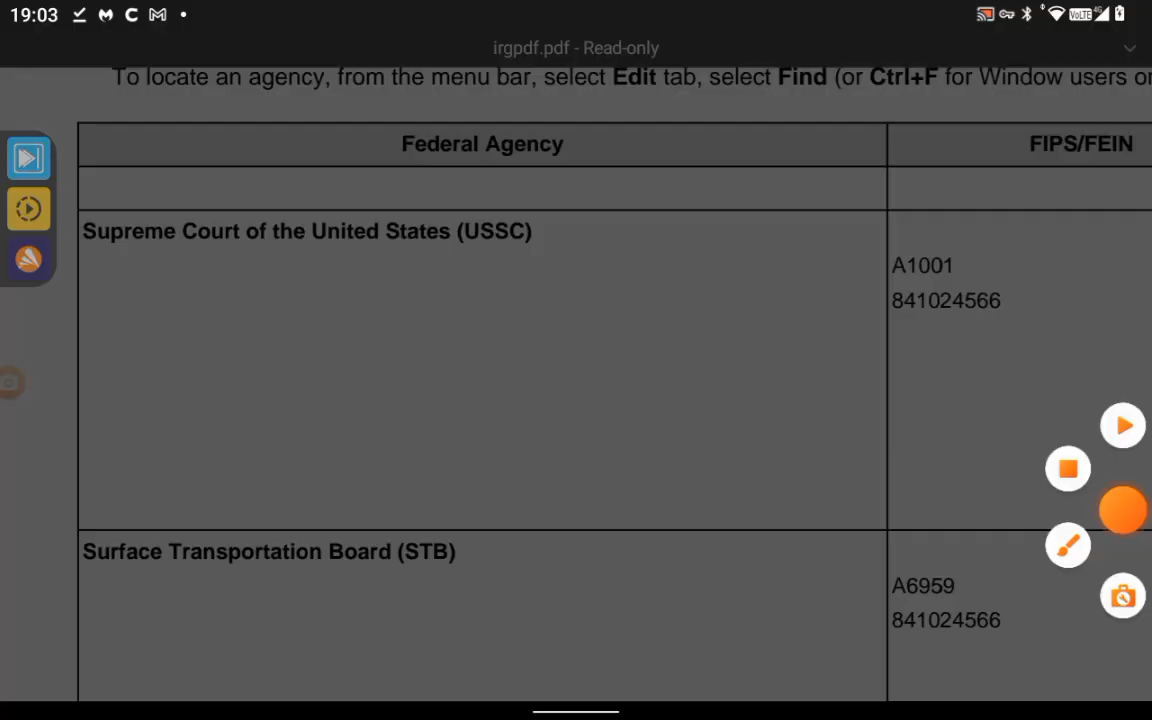 19:03
VoLTE 4G
irgpdf.pdf - Read-only
To locate an agency, from the menu bar, select Edit tab, select Find (or Ctrl+F for Window users or
Federal Agency
FIPS/FEIN
Supreme Court of the United States (USSC)
A1001
841024566
Surface Transportation Board (STB)
A6959
841024566